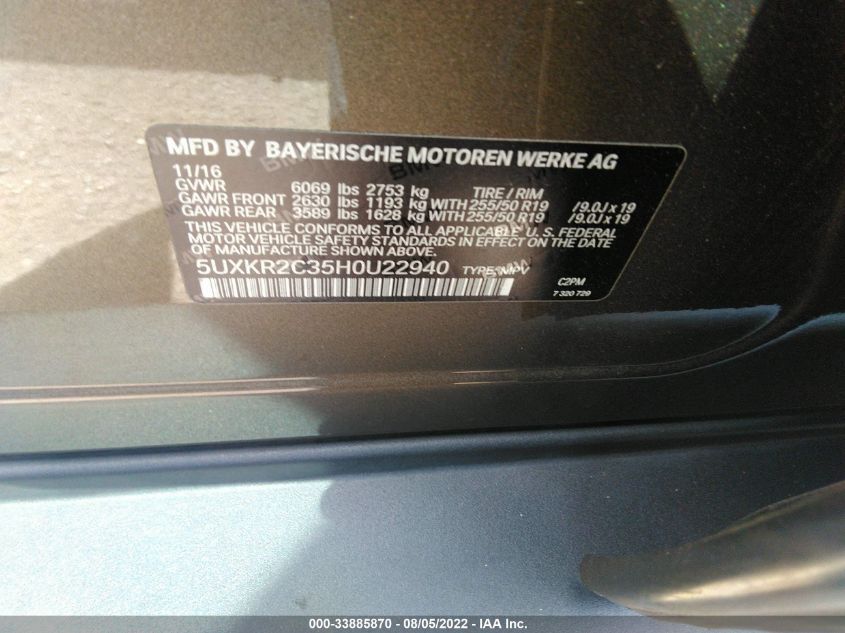 MFD BY BAYERISCHE MOTOREN WERKE AG
11/16
GVWR 6069 lbs 2753 kg TIRE / RIM
GAWR FRONT 2630 lbs 1193 kg WITH 255/50 R19 /9.0J x 19
GAWR REAR 3589 lbs 1628 kg WITH 255/50 R19 /9.0J x 19
THIS VEHICLE CONFORMS TO ALL APPLICABLE U.S. FEDERAL
MOTOR VEHICLE SAFETY STANDARDS IN EFFECT ON THE DATE
OF MANUFACTURE SHOWN ABOVE.
5UXKR2C35H0U22940 TYPE: MPV
C2PM
7 320 729
000-33885870 - 08/05/2022 - IAA Inc.